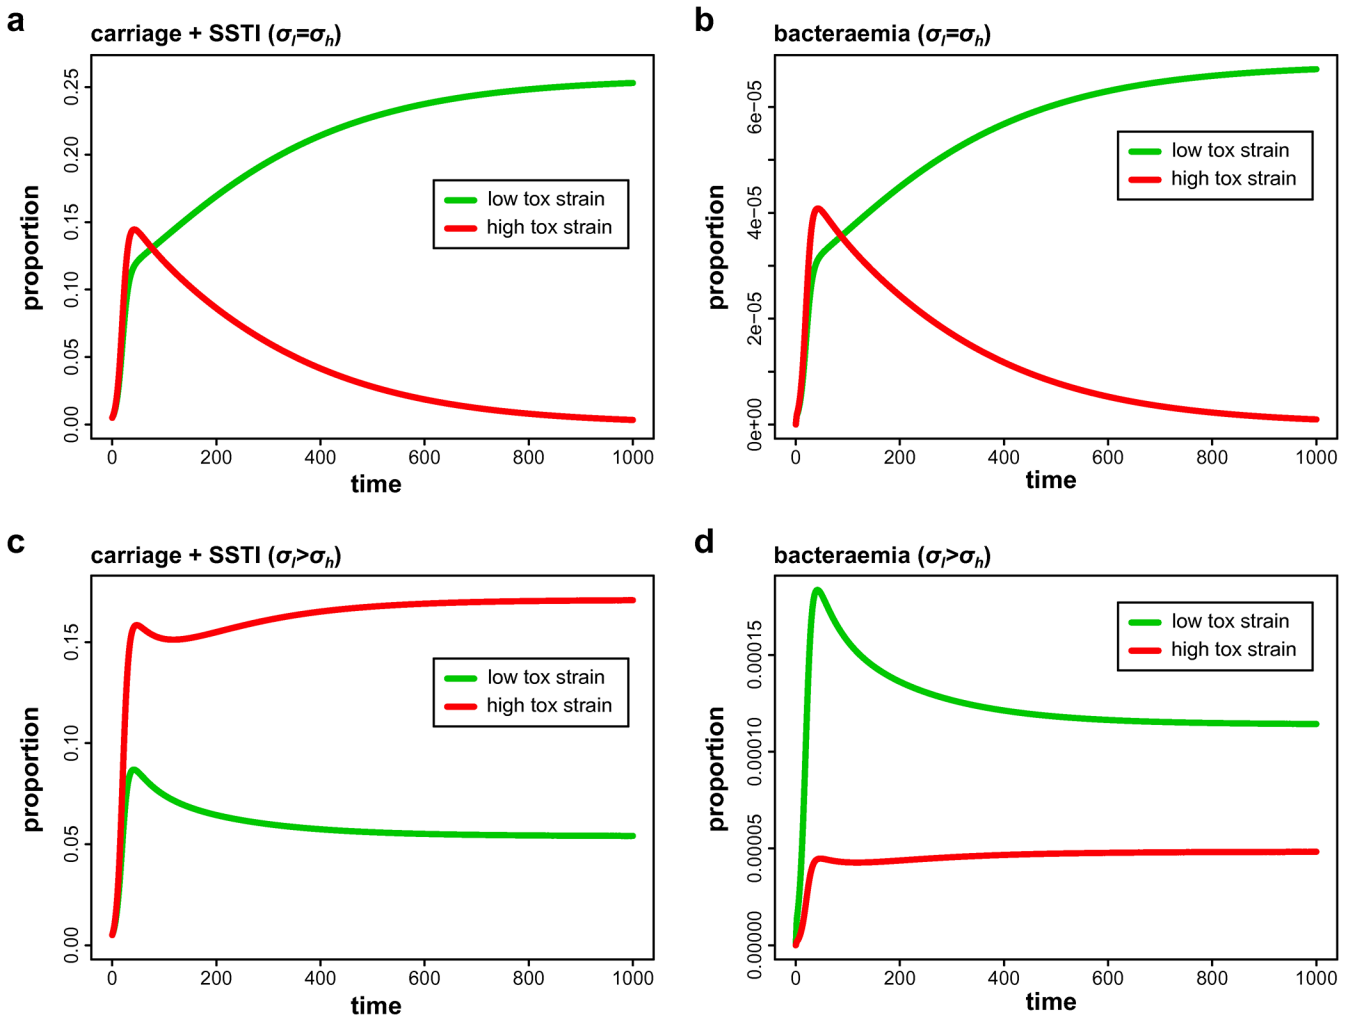 a
carriage + SSTI (σl=σh)
proportion
0.25
0.20
0.15
0.10
0.05
0.00
low tox strain
high tox strain
0 200 400 600 800 1000
time
b
bacteraemia (σl=σh)
proportion
6e−05
4e−05
2e−05
0e+00
low tox strain
high tox strain
0 200 400 600 800 1000
time
c
carriage + SSTI (σl>σh)
proportion
0.15
0.10
0.05
0.00
low tox strain
high tox strain
0 200 400 600 800 1000
time
d
bacteraemia (σl>σh)
proportion
0.00015
0.00010
0.00005
0.00000
low tox strain
high tox strain
0 200 400 600 800 1000
time